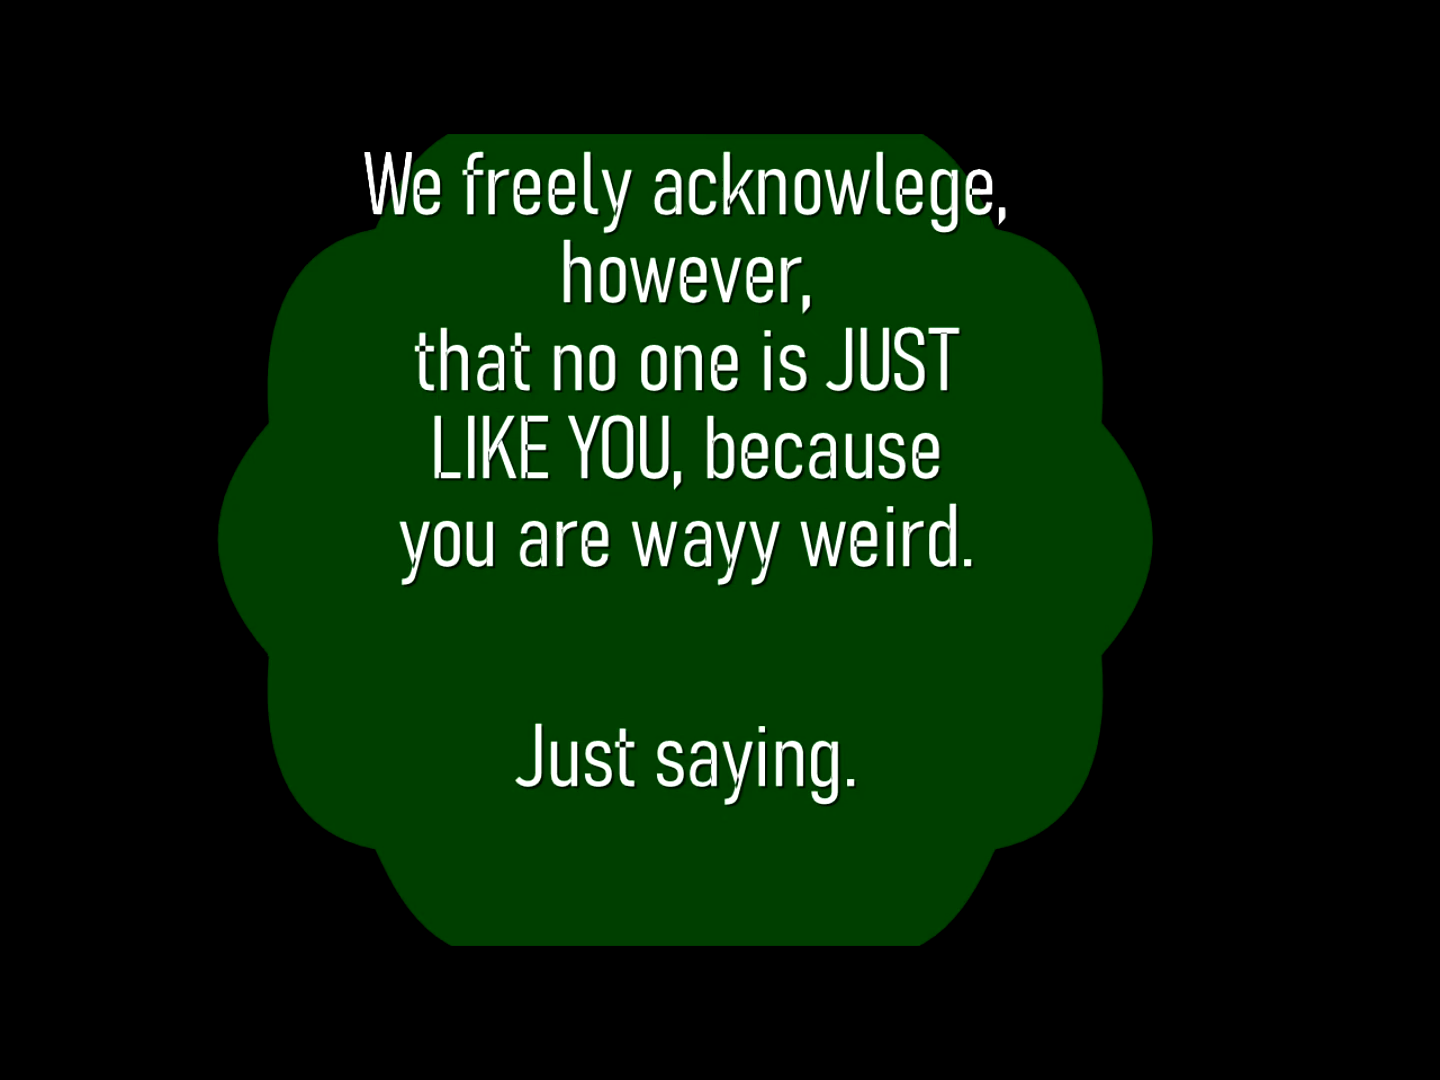 We freely acknowlege,
however,
that no one is JUST
LIKE YOU, because
you are wayy weird.
Just saying.